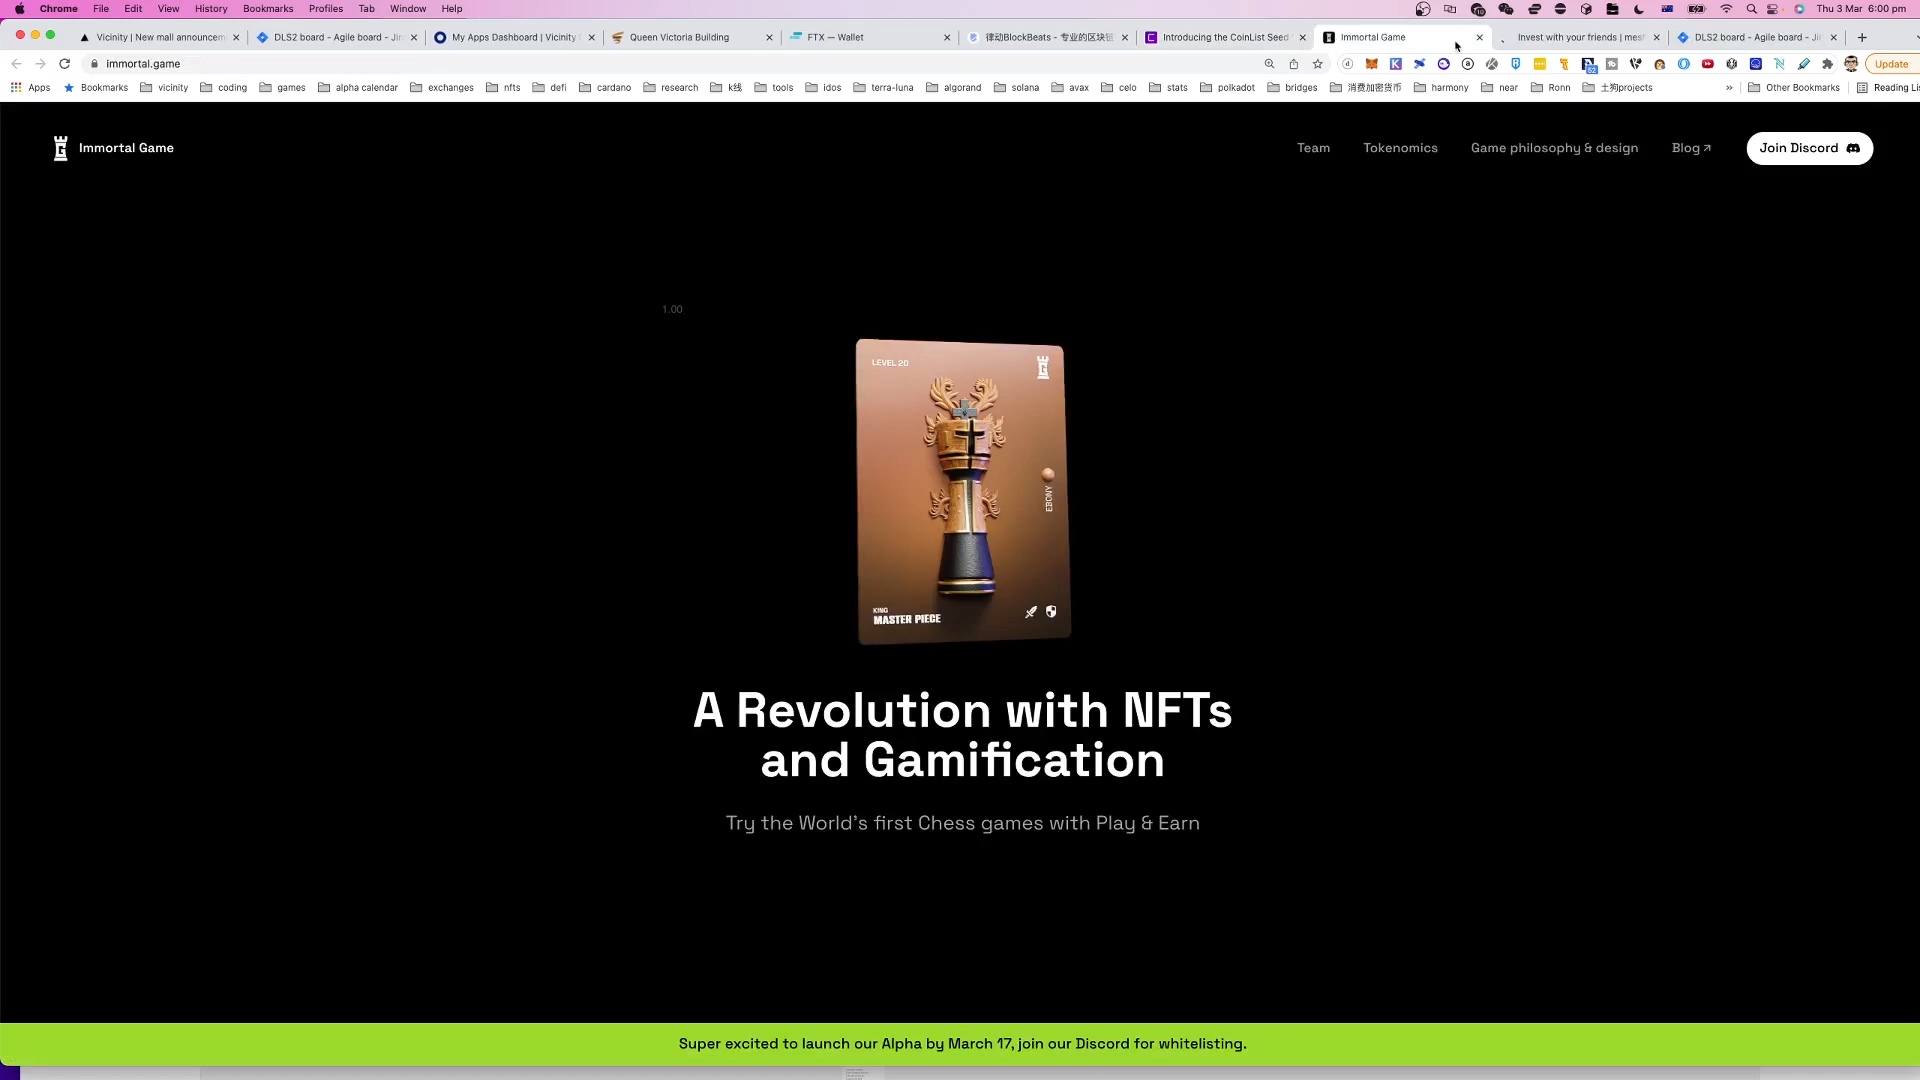 Chrome File Edit View History Bookmarks Profiles Tab Window Help Thu 3 Mar 6:00 pm
Vicinity | New mall announcem DLS2 board - Agile board - Jir My Apps Dashboard | Vicinity Queen Victoria Building FTX — Wallet 律动BlockBeats - 专业的区块链 Introducing the CoinList Seed Immortal Game Invest with your friends | mes DLS2 board - Agile board - Ji
immortal.game Update
Apps Bookmarks vicinity coding games alpha calendar exchanges nfts defi cardano research k线 tools idos terra-luna algorand solana avax celo stats polkadot bridges 消费加密货币 harmony near Ronn 土狗projects » Other Bookmarks Reading Lis
Immortal Game Team Tokenomics Game philosophy & design Blog Join Discord
1.00
LEVEL 20
EBONY
KING
MASTER PIECE
A Revolution with NFTs
and Gamification
Try the World's first Chess games with Play & Earn
Super excited to launch our Alpha by March 17, join our Discord for whitelisting.